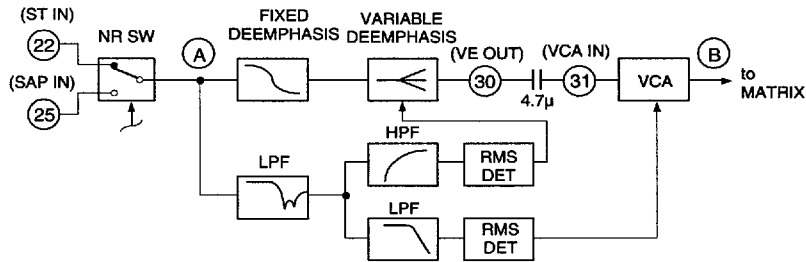 (ST IN)
22
NR SW
(SAP IN)
25
A
FIXED
DEEMPHASIS
VARIABLE
DEEMPHASIS
(VE OUT)
30
4.7μ
(VCA IN)
31
VCA
B
to
MATRIX
LPF
HPF
RMS
DET
LPF
RMS
DET